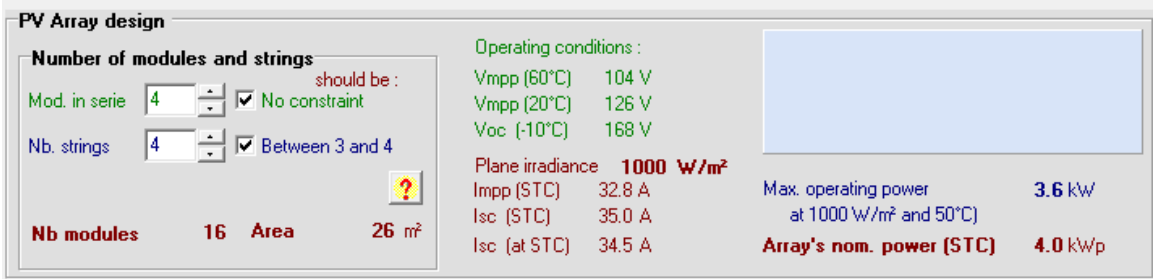 PV Array design
Number of modules and strings
should be :
Mod. in serie 4 No constraint
Nb. strings 4 Between 3 and 4
?
Nb modules 16 Area 26 m²
Operating conditions :
Vmpp (60°C) 104 V
Vmpp (20°C) 126 V
Voc (-10°C) 168 V
Plane irradiance 1000 W/m²
Impp (STC) 32.8 A
Isc (STC) 35.0 A
Isc (at STC) 34.5 A
Max. operating power 3.6 kW
at 1000 W/m² and 50°C)
Array's nom. power (STC) 4.0 kWp